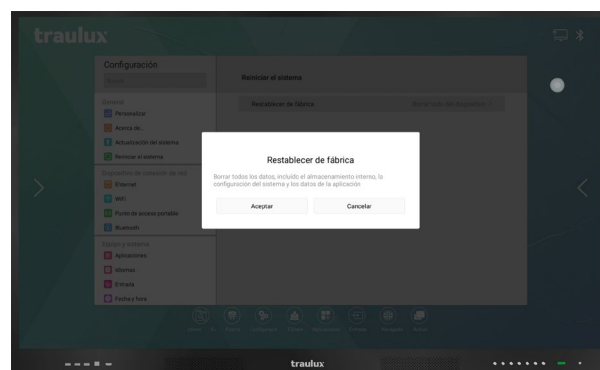 traulux
Configuración
Reiniciar el sistema
General
Personalizar
Restablecer de fábrica
Acerca de...
Actualización del sistema
Reiniciar el sistema
Restablecer de fábrica
Borrar todos los datos, incluido el almacenamiento interno, la
configuración del sistema y los datos de la aplicación
Aceptar
Cancelar
Ethernet
WiFi
Punto de acceso portable
Bluetooth
Equipo y sistema
Aplicaciones
Idiomas
Entrada
Fecha y hora
traulux